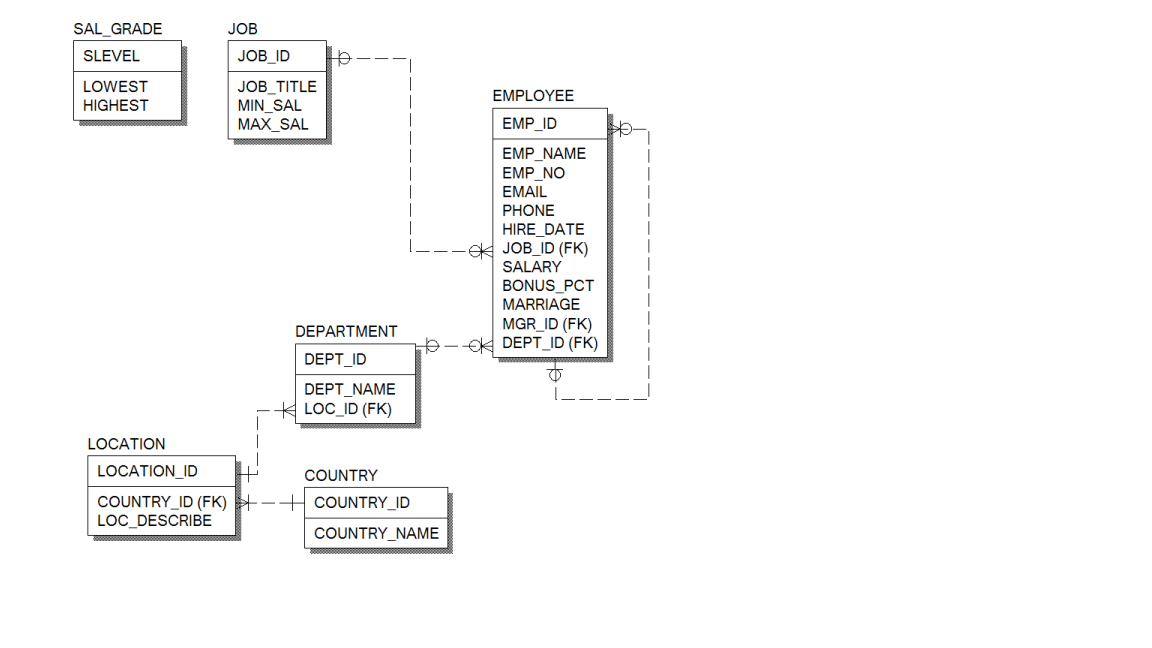 SAL_GRADE
SLEVEL
LOWEST
HIGHEST
JOB
JOB_ID
JOB_TITLE
MIN_SAL
MAX_SAL
EMPLOYEE
EMP_ID
EMP_NAME
EMP_NO
EMAIL
PHONE
HIRE_DATE
JOB_ID (FK)
SALARY
BONUS_PCT
MARRIAGE
MGR_ID (FK)
DEPT_ID (FK)
DEPARTMENT
DEPT_ID
DEPT_NAME
LOC_ID (FK)
LOCATION
LOCATION_ID
COUNTRY_ID (FK)
LOC_DESCRIBE
COUNTRY
COUNTRY_ID
COUNTRY_NAME